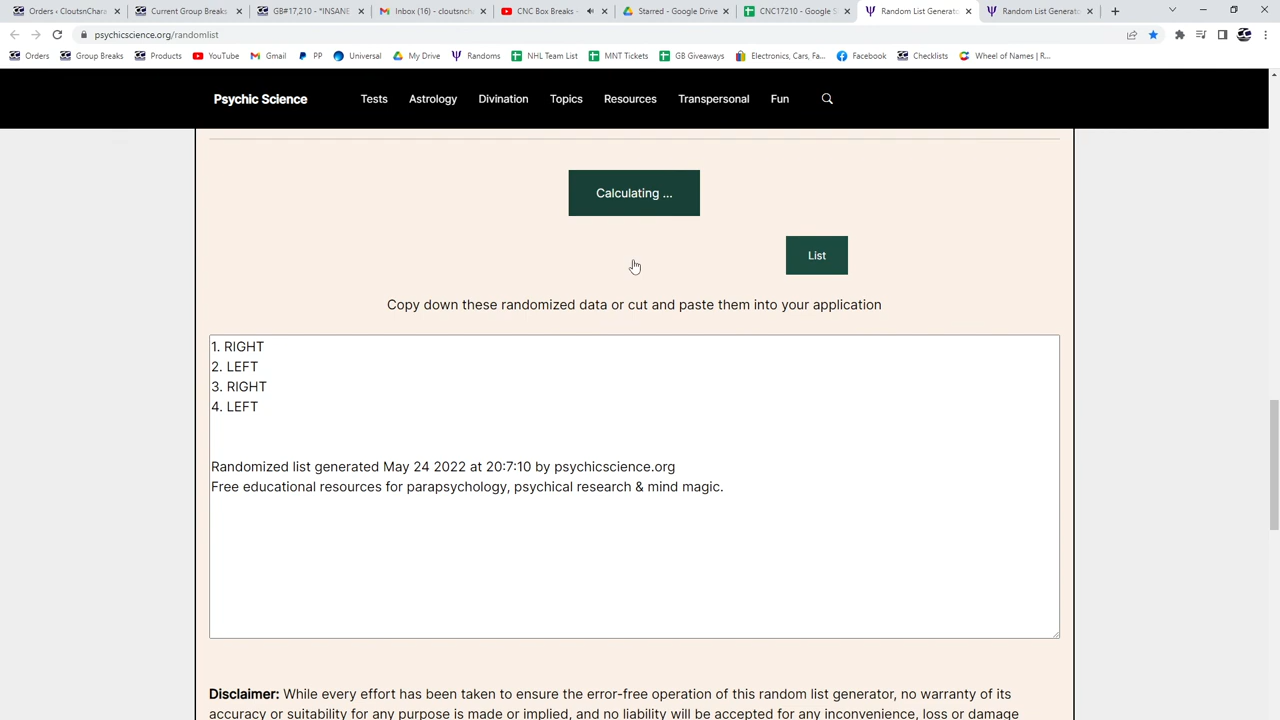 Orders ‹ CloutsnChara
Current Group Breaks
GB#17,210 - *INSANE
Inbox (16) - cloutsnch
CNC Box Breaks -
Starred - Google Drive
CNC17210 - Google S
Random List Generato
Random List Generato
psychicscience.org/randomlist
Orders
Group Breaks
Products
YouTube
Gmail
PP
Universal
My Drive
Randoms
NHL Team List
MNT Tickets
GB Giveaways
Electronics, Cars, Fa...
Facebook
Checklists
Wheel of Names | R...
Psychic Science
Tests
Astrology
Divination
Topics
Resources
Transpersonal
Fun
Calculating ...
List
Copy down these randomized data or cut and paste them into your application
1. RIGHT
2. LEFT
3. RIGHT
4. LEFT
Randomized list generated May 24 2022 at 20:7:10 by psychicscience.org
Free educational resources for parapsychology, psychical research & mind magic.
Disclaimer: While every effort has been taken to ensure the error-free operation of this random list generator, no warranty of its
accuracy or suitability for any purpose is made or implied, and no liability will be accepted for any inconvenience, loss or damage